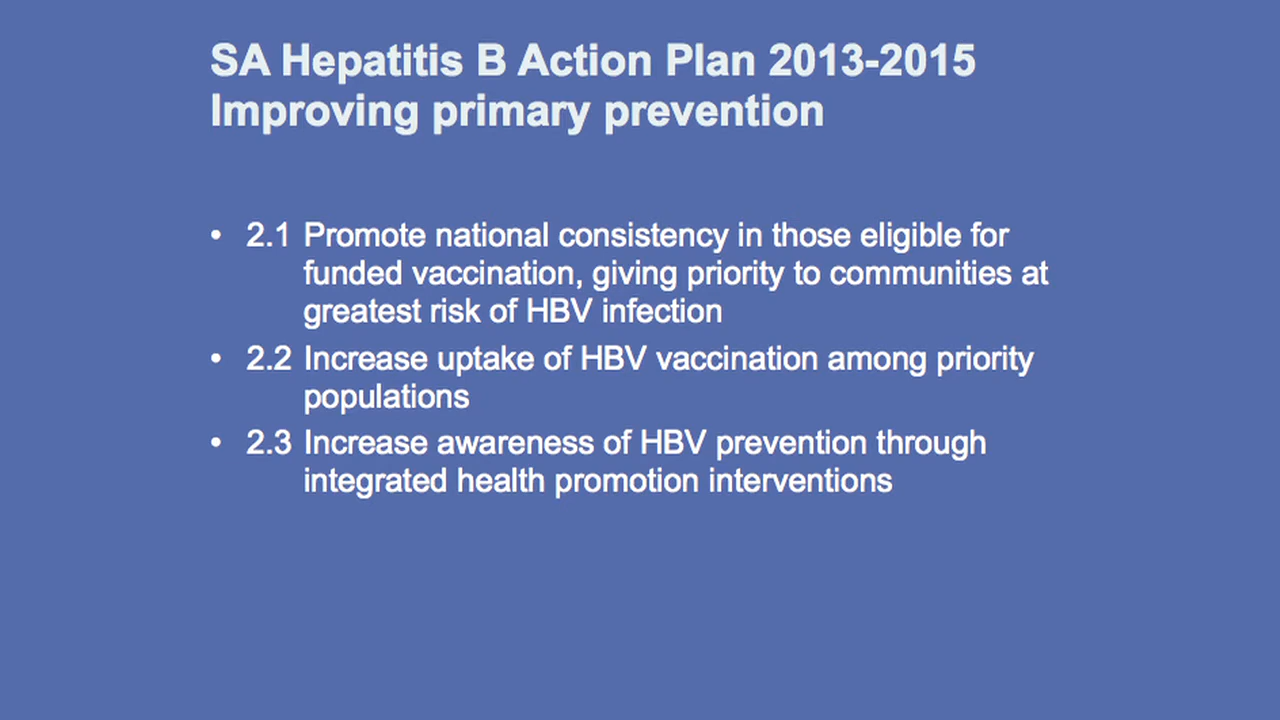 SA Hepatitis B Action Plan 2013-2015
Improving primary prevention
• 2.1 Promote national consistency in those eligible for
funded vaccination, giving priority to communities at
greatest risk of HBV infection
• 2.2 Increase uptake of HBV vaccination among priority
populations
• 2.3 Increase awareness of HBV prevention through
integrated health promotion interventions